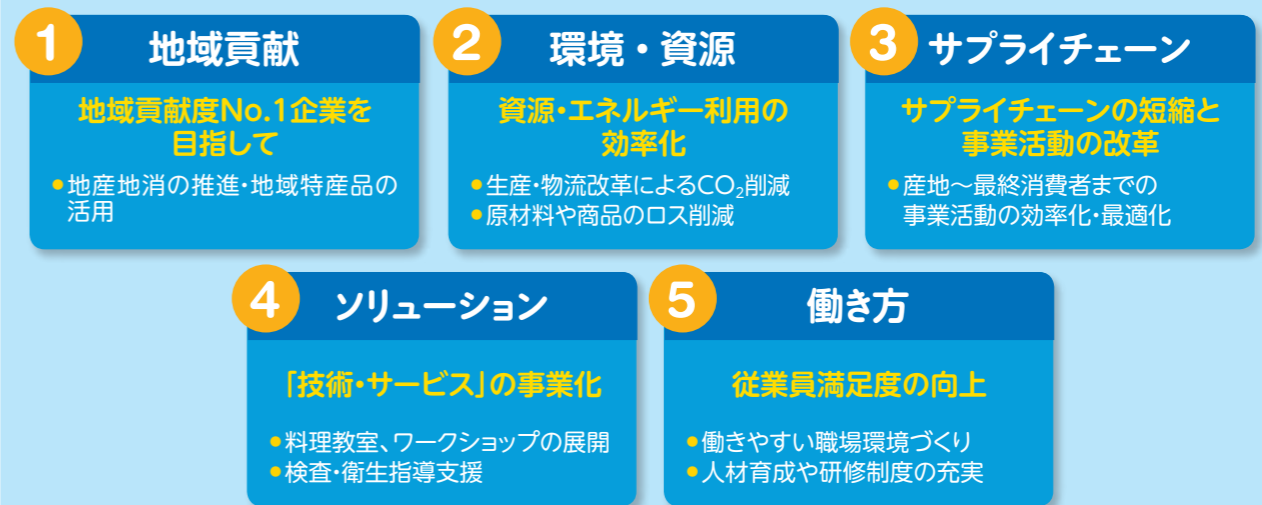 1 地域貢献
地域貢献度No.1企業を
目指して
●地産地消の推進・地域特産品の
活用
2 環境・資源
資源・エネルギー利用の
効率化
●生産・物流改革によるCO₂削減
●原材料や商品のロス削減
3 サプライチェーン
サプライチェーンの短縮と
事業活動の改革
●産地～最終消費者までの
事業活動の効率化・最適化
4 ソリューション
「技術・サービス」の事業化
●料理教室、ワークショップの展開
●検査・衛生指導支援
5 働き方
従業員満足度の向上
●働きやすい職場環境づくり
●人材育成や研修制度の充実